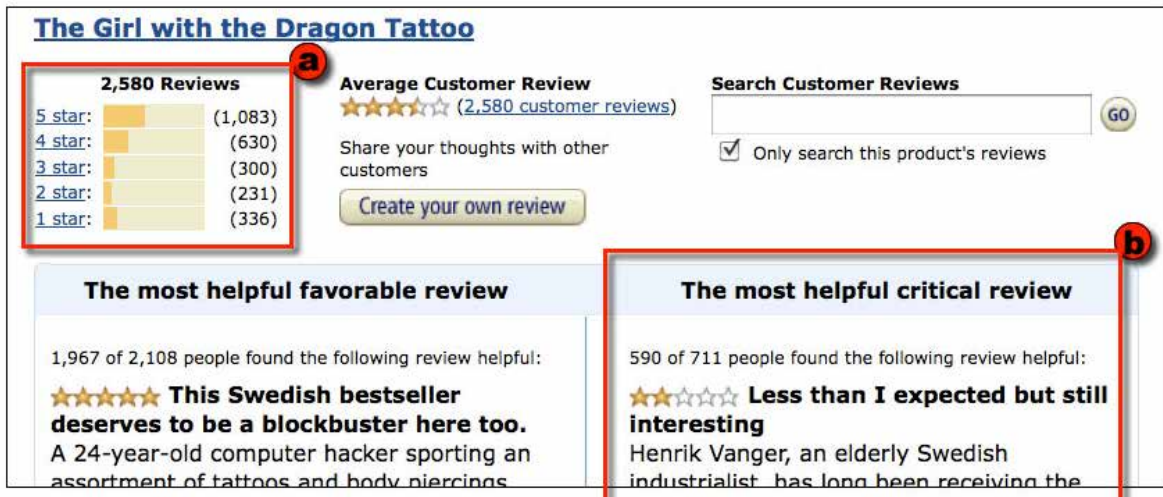 The Girl with the Dragon Tattoo
a
2,580 Reviews
5 star: (1,083)
4 star: (630)
3 star: (300)
2 star: (231)
1 star: (336)
Average Customer Review
(2,580 customer reviews)
Share your thoughts with other
customers
Create your own review
Search Customer Reviews
GO
Only search this product's reviews
b
The most helpful favorable review
1,967 of 2,108 people found the following review helpful:
This Swedish bestseller
deserves to be a blockbuster here too.
A 24-year-old computer hacker sporting an
assortment of tattoos and body piercings
The most helpful critical review
590 of 711 people found the following review helpful:
Less than I expected but still
interesting
Henrik Vanger, an elderly Swedish
industrialist, has long been receiving the